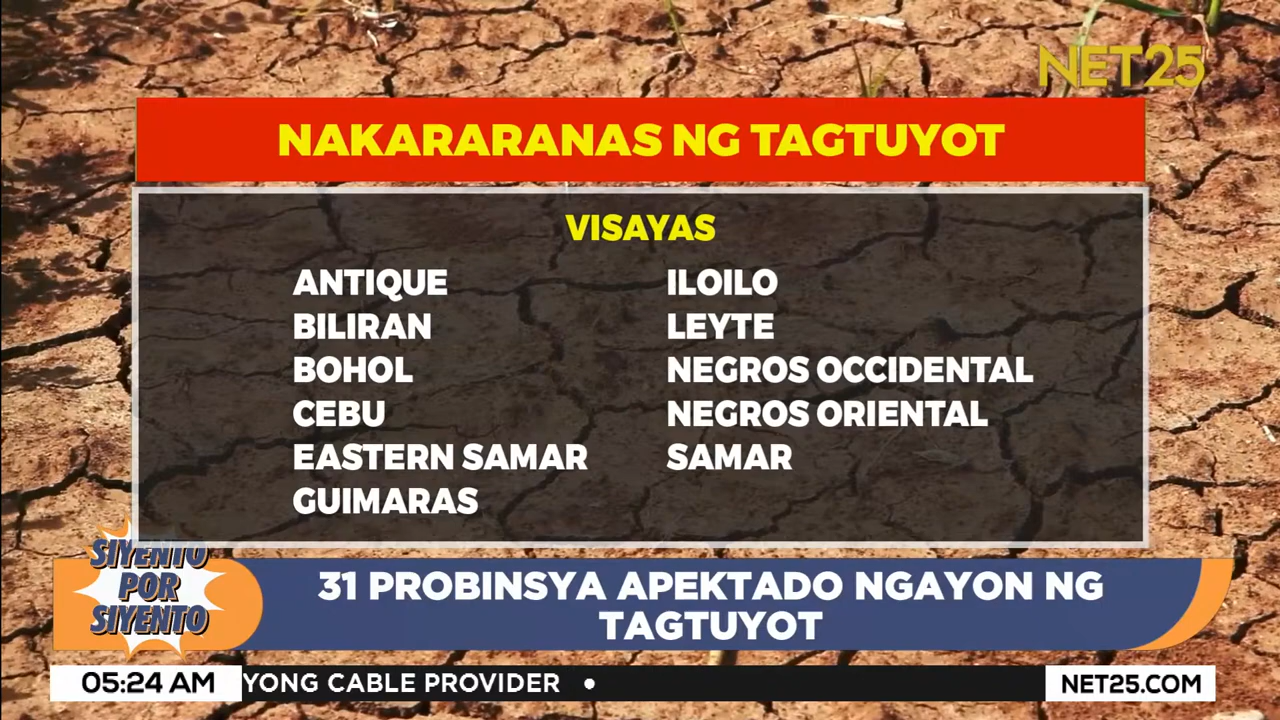 NET25
NAKARARANAS NG TAGTUYOT
VISAYAS
ANTIQUE
BILIRAN
BOHOL
CEBU
EASTERN SAMAR
GUIMARAS
ILOILO
LEYTE
NEGROS OCCIDENTAL
NEGROS ORIENTAL
SAMAR
SIYENTO
POR
SIYENTO
31 PROBINSYA APEKTADO NGAYON NG
TAGTUYOT
05:24 AM
YONG CABLE PROVIDER •
NET25.COM